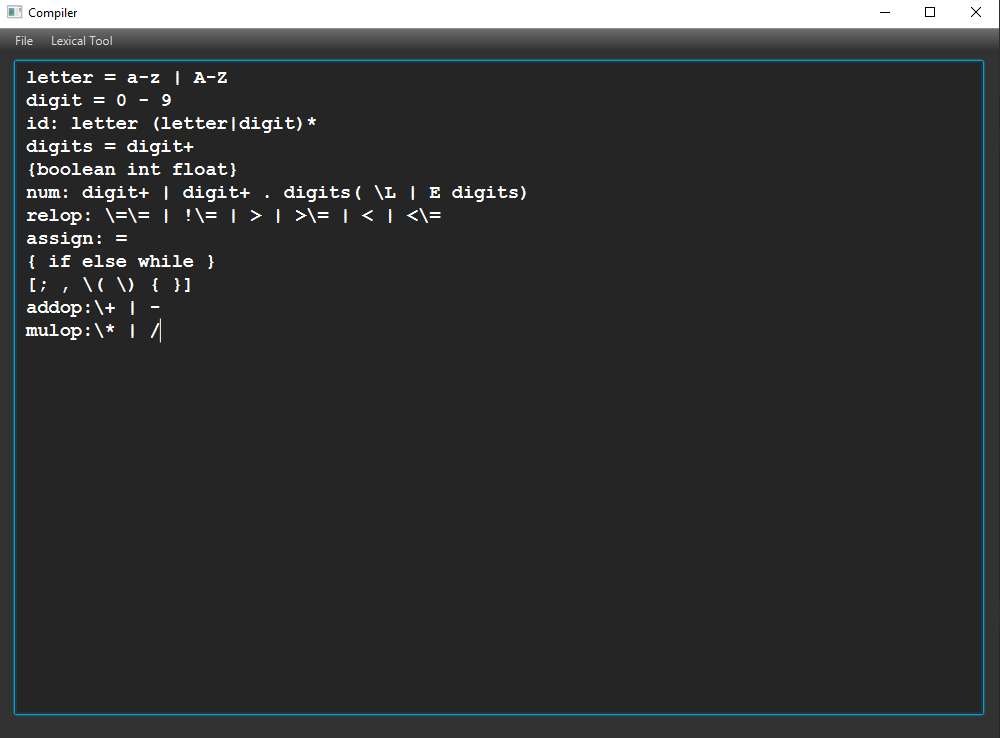 Compiler
File Lexical Tool
letter = a-z | A-Z
digit = 0 - 9
id: letter (letter|digit)*
digits = digit+
{boolean int float}
num: digit+ | digit+ . digits( \L | E digits)
relop: \=\= | !\= | > | >\= | < | <\=
assign: =
{ if else while }
[; , \( \) { }]
addop:\+ | -
mulop:\* | /